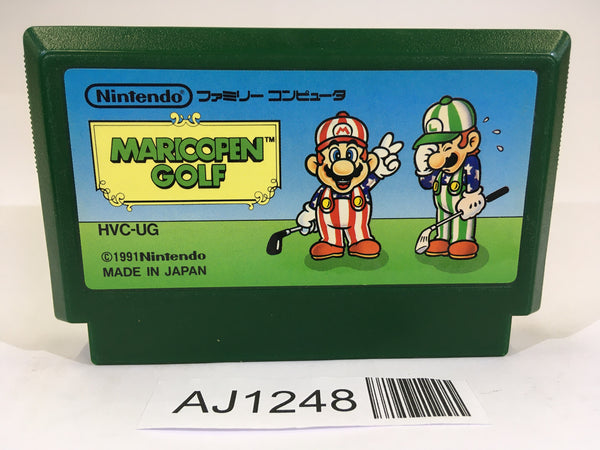 Nintendo® ファミリー コンピュータ
MARIOOPEN™
GOLF
HVC-UG
©1991Nintendo
MADE IN JAPAN
M
L
AJ1248